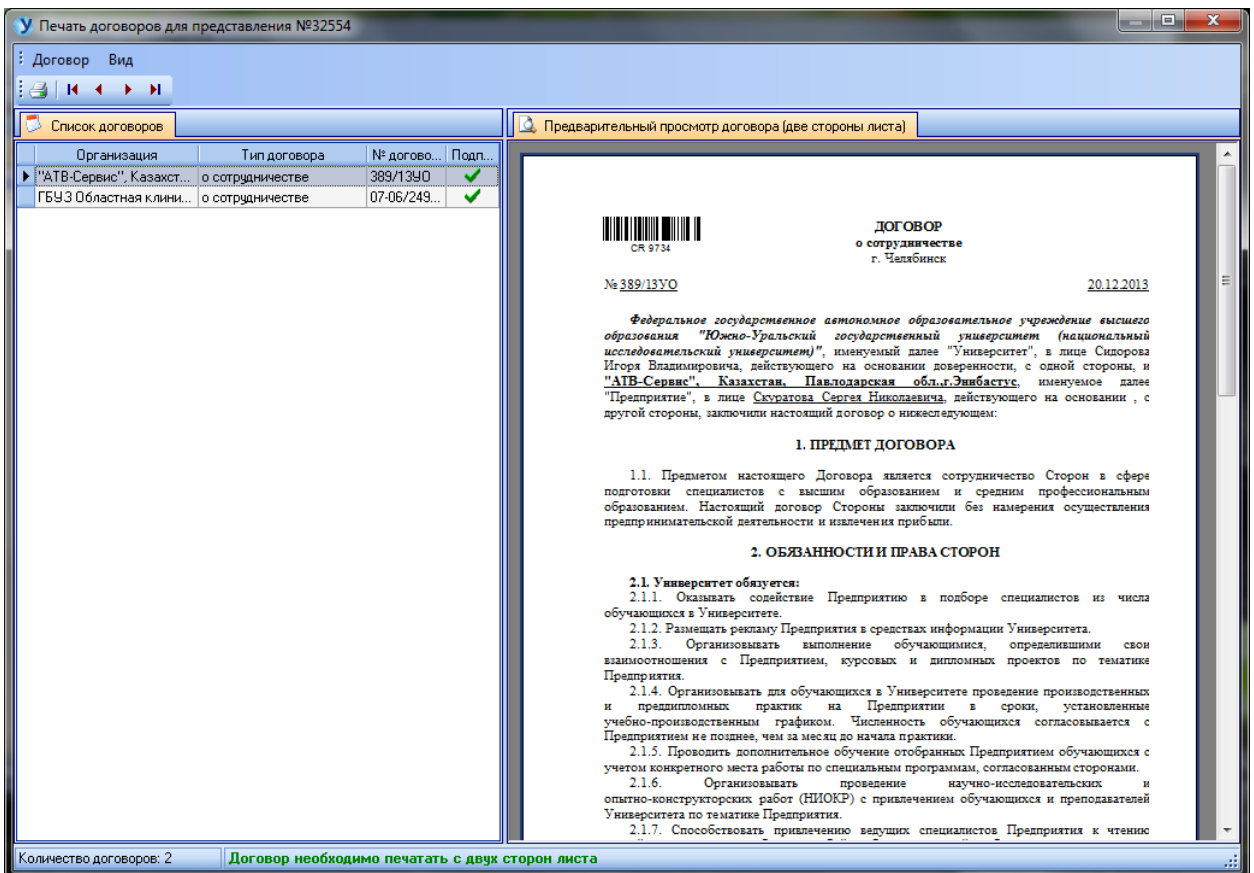 Печать договоров для представления №32554
Договор Вид
Список договоров
Предварительный просмотр договора (две стороны листа)
Организация Тип договора № догово... Подп...
"АТВ-Сервис", Казахст... о сотрудничестве 389/13УО
ГБУЗ Областная клини... о сотрудничестве 07-06/249...
CR 9734
ДОГОВОР
о сотрудничестве
г. Челябинск
№ 389/13УО 20.12.2013
Федеральное государственное автономное образовательное учреждение высшего
образования "Южно-Уральский государственный университет (национальный
исследовательский университет)", именуемый далее "Университет", в лице Сидорова
Игоря Владимировича, действующего на основании доверенности, с одной стороны, и
"АТВ-Сервис", Казахстан, Павлодарская обл.,г.Эннбастус, именуемое далее
"Предприятие", в лице Скуратова Сергея Николаевича, действующего на основании , с
другой стороны, заключили настоящий договор о нижеследующем:
1. ПРЕДМЕТ ДОГОВОРА
1.1. Предметом настоящего Договора является сотрудничество Сторон в сфере
подготовки специалистов с высшим образованием и средним профессиональным
образованием. Настоящий договор Стороны заключили без намерения осуществления
предпринимательской деятельности и извлечения прибыли.
2. ОБЯЗАННОСТИ И ПРАВА СТОРОН
2.1. Университет обязуется:
2.1.1. Оказывать содействие Предприятию в подборе специалистов из числа
обучающихся в Университете.
2.1.2. Размещать рекламу Предприятия в средствах информации Университета.
2.1.3. Организовывать выполнение обучающимися, определившими свои
взаимоотношения с Предприятием, курсовых и дипломных проектов по тематике
Предприятия.
2.1.4. Организовывать для обучающихся в Университете проведение производственных
и преддипломных практик на Предприятии в сроки, установленные
учебно-производственным графиком. Численность обучающихся согласовывается с
Предприятием не позднее, чем за месяц до начала практики.
2.1.5. Проводить дополнительное обучение отобранных Предприятием обучающихся с
учетом конкретного места работы по специальным программам, согласованным сторонами.
2.1.6. Организовывать проведение научно-исследовательских и
опытно-конструкторских работ (НИОКР) с привлечением обучающихся и преподавателей
Университета по тематике Предприятия.
2.1.7. Способствовать привлечению ведущих специалистов Предприятия к чтению
Количество договоров: 2 Договор необходимо печатать с двух сторон листа